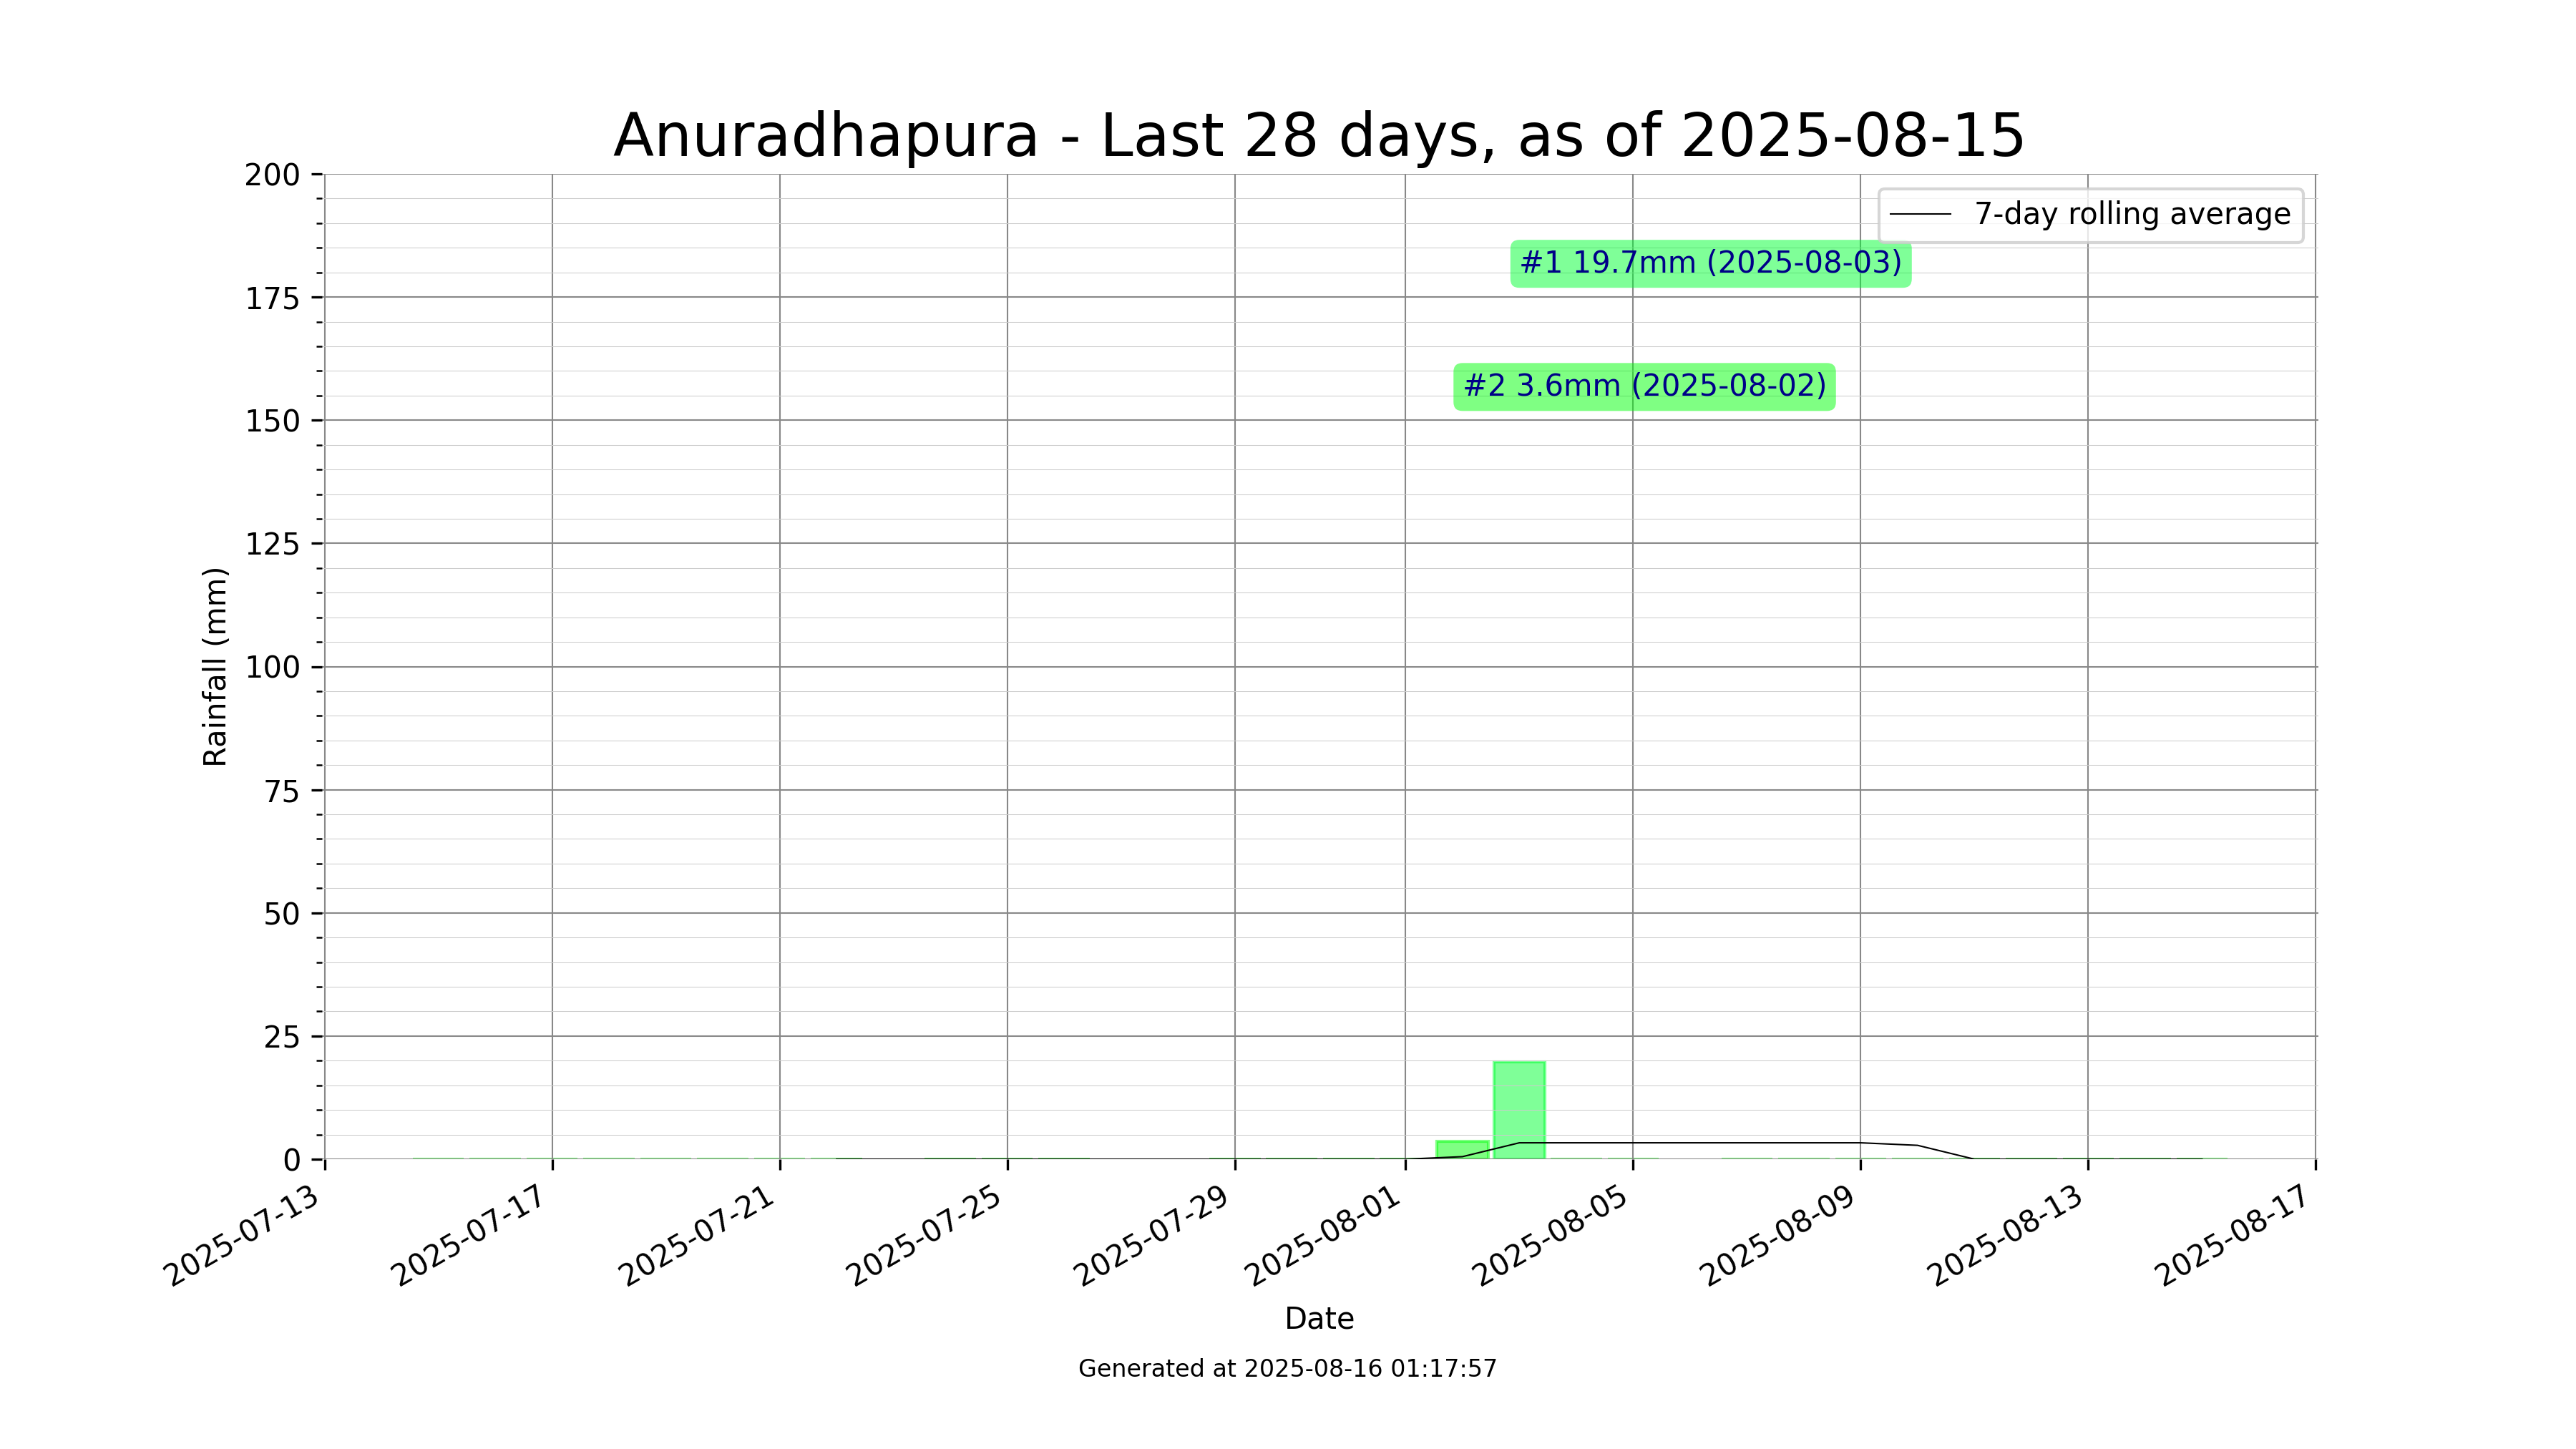 Anuradhapura - Last 28 days, as of 2025-08-15
200
175
150
125
100
75
50
25
0
Rainfall (mm)
7-day rolling average
#1 19.7mm (2025-08-03)
#2 3.6mm (2025-08-02)
2025-07-13
2025-07-17
2025-07-21
2025-07-25
2025-07-29
2025-08-01
2025-08-05
2025-08-09
2025-08-13
2025-08-17
Date
Generated at 2025-08-16 01:17:57